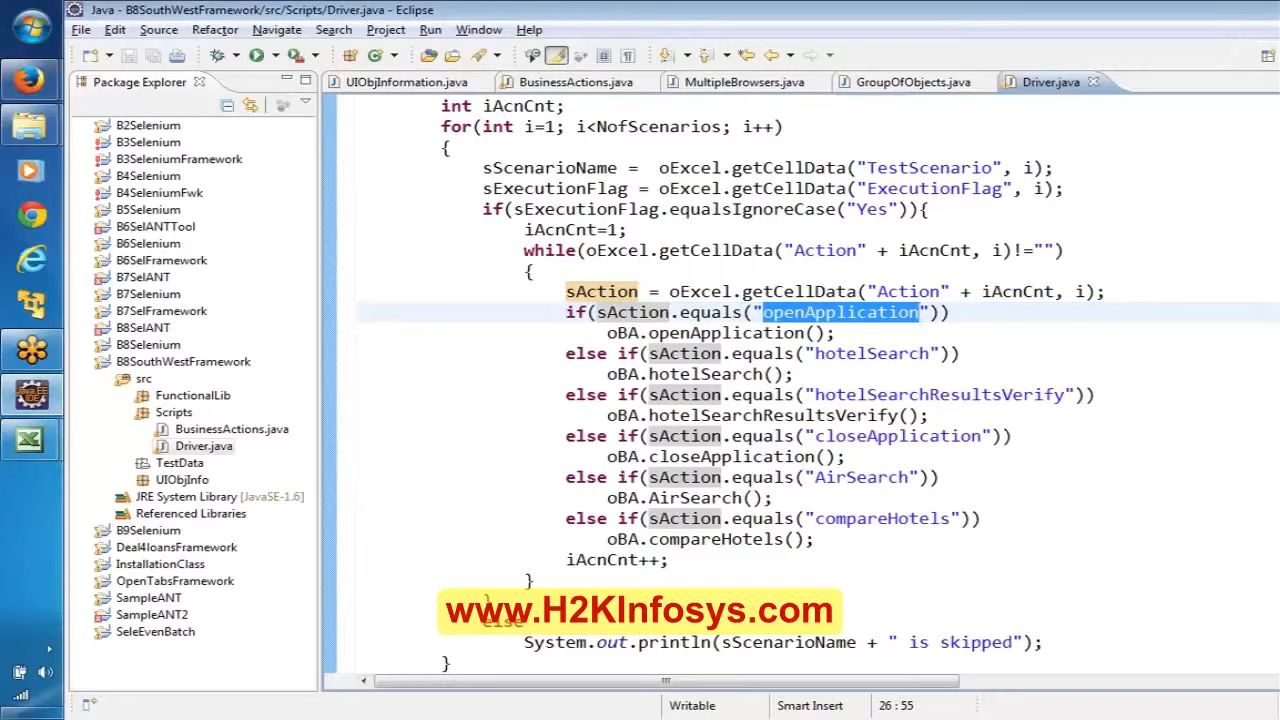 Java - B8SouthWestFramework/src/Scripts/Driver.java - Eclipse
File Edit Source Refactor Navigate Search Project Run Window Help
Package Explorer
UIObjInformation.java BusinessActions.java MultipleBrowsers.java GroupOfObjects.java Driver.java
B2Selenium
B3Selenium
B3SeleniumFramework
B4Selenium
B4SeleniumFwk
B5Selenium
B6SelANTTool
B6Selenium
B6SelFramework
B7SelANT
B7Selenium
B7SelFramework
B8SelANT
B8Selenium
B8SouthWestFramework
src
FunctionalLib
Scripts
BusinessActions.java
Driver.java
TestData
UIObjInfo
JRE System Library [JavaSE-1.6]
Referenced Libraries
B9Selenium
Deal4loansFramework
InstallationClass
OpenTabsFramework
SampleANT
SampleANT2
SeleEvenBatch
int iAcnCnt;
for(int i=1; i<NofScenarios; i++)
{
sScenarioName = oExcel.getCellData("TestScenario", i);
sExecutionFlag = oExcel.getCellData("ExecutionFlag", i);
if(sExecutionFlag.equalsIgnoreCase("Yes")){
iAcnCnt=1;
while(oExcel.getCellData("Action" + iAcnCnt, i)!="")
{
sAction = oExcel.getCellData("Action" + iAcnCnt, i);
if(sAction.equals("openApplication"))
oBA.openApplication();
else if(sAction.equals("hotelSearch"))
oBA.hotelSearch();
else if(sAction.equals("hotelSearchResultsVerify"))
oBA.hotelSearchResultsVerify();
else if(sAction.equals("closeApplication"))
oBA.closeApplication();
else if(sAction.equals("AirSearch"))
oBA.AirSearch();
else if(sAction.equals("compareHotels"))
oBA.compareHotels();
iAcnCnt++;
}
www.H2KInfosys.com
else
System.out.println(sScenarioName + " is skipped");
}
Writable Smart Insert 26 : 55